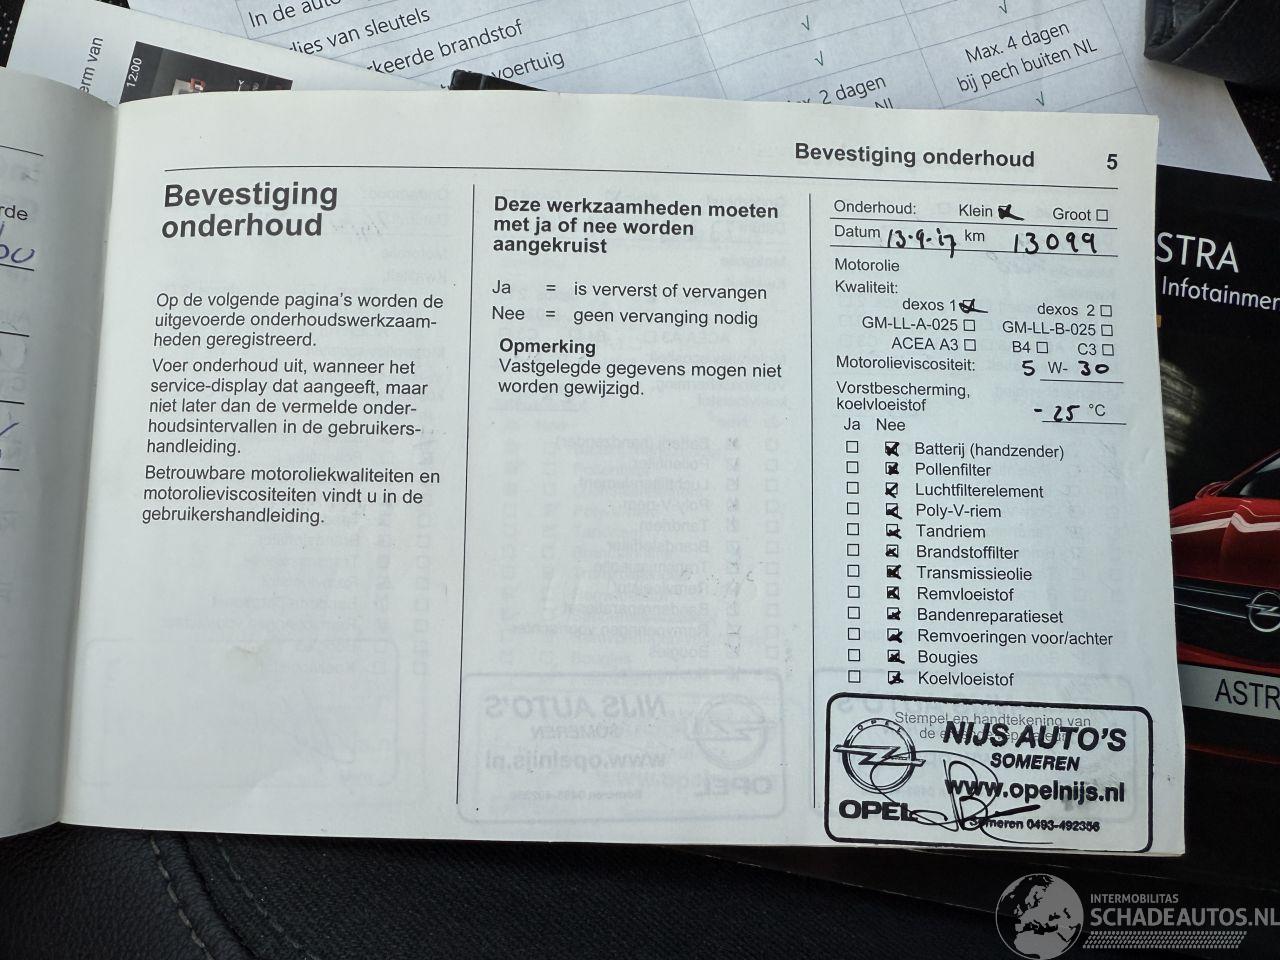 In de auto
lies van sleutels
keerde brandstof
voertuig
√
√
√
2 dagen
Max. 4 dagen
bij pech buiten NL
√
12:00
erm van
Bevestiging onderhoud 5
Bevestiging
onderhoud
Op de volgende pagina's worden de
uitgevoerde onderhoudswerkzaam-
heden geregistreerd.
Voer onderhoud uit, wanneer het
service-display dat aangeeft, maar
niet later dan de vermelde onder-
houdsintervallen in de gebruikers-
handleiding.
Betrouwbare motoroliekwaliteiten en
motorolieviscositeiten vindt u in de
gebruikershandleiding.
Deze werkzaamheden moeten
met ja of nee worden
aangekruist
Ja = is ververst of vervangen
Nee = geen vervanging nodig
Opmerking
Vastgelegde gegevens mogen niet
worden gewijzigd.
Onderhoud: Klein ☒ Groot ☐
Datum 13-9-17 km 13099
Motorolie
Kwaliteit:
dexos 1 ☒ dexos 2 ☐
GM-LL-A-025 ☐ GM-LL-B-025 ☐
ACEA A3 ☐ B4 ☐ C3 ☐
Motorolieviscositeit: 5 W- 30
Vorstbescherming,
koelvloeistof - 25 °C
Ja Nee
☐ ☒ Batterij (handzender)
☐ ☒ Pollenfilter
☐ ☒ Luchtfilterelement
☐ ☒ Poly-V-riem
☐ ☒ Tandriem
☐ ☒ Brandstoffilter
☐ ☒ Transmissieolie
☐ ☒ Remvloeistof
☐ ☒ Bandenreparatieset
☐ ☒ Remvoeringen voor/achter
☐ ☒ Bougies
☐ ☒ Koelvloeistof
Stempel en handtekening van
de
OPEL
NIJS AUTO'S
SOMEREN
www.opelnijs.nl
OPEL
Someren 0493-492356
STRA
Infotainmen
ASTR
INTERMOBILITAS
SCHADEAUTOS.NL